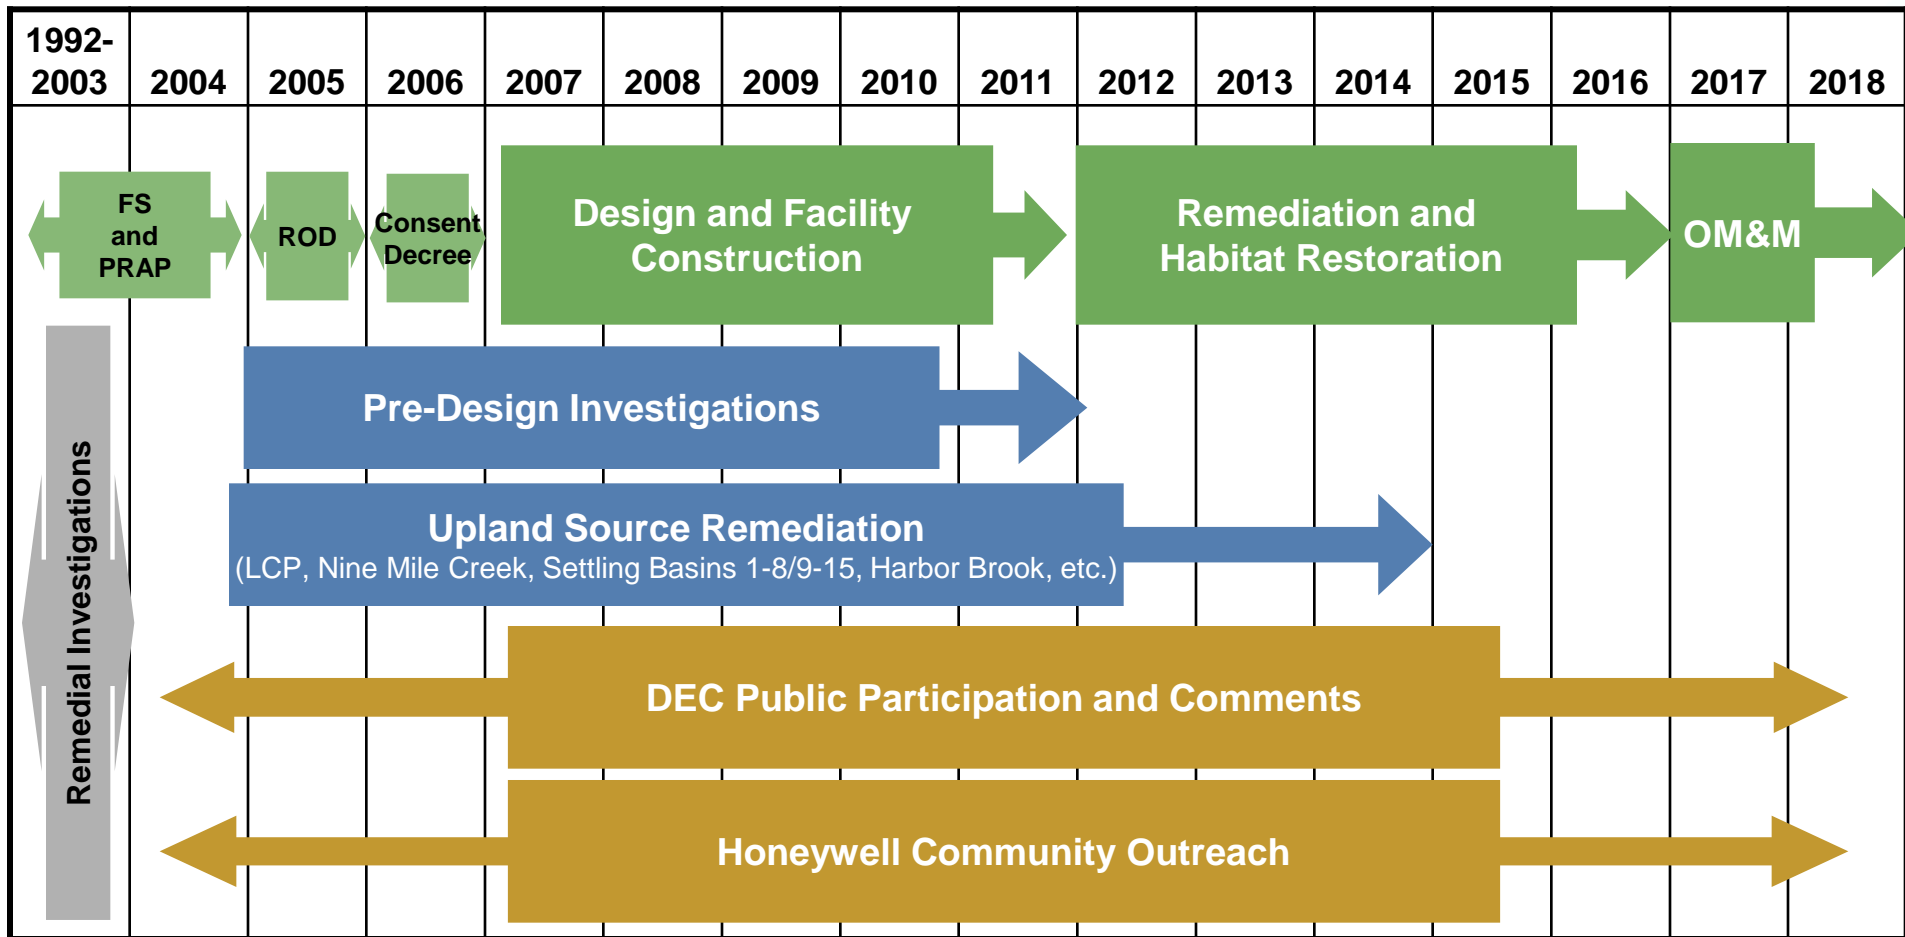 1992-
2003 2004 2005 2006 2007 2008 2009 2010 2011 2012 2013 2014 2015 2016 2017 2018
FS
and
PRAP
ROD
Consent
Decree
Design and Facility
Construction
Remediation and
Habitat Restoration
OM&M
Remedial Investigations
Pre-Design Investigations
Upland Source Remediation
(LCP, Nine Mile Creek, Settling Basins 1-8/9-15, Harbor Brook, etc.)
DEC Public Participation and Comments
Honeywell Community Outreach